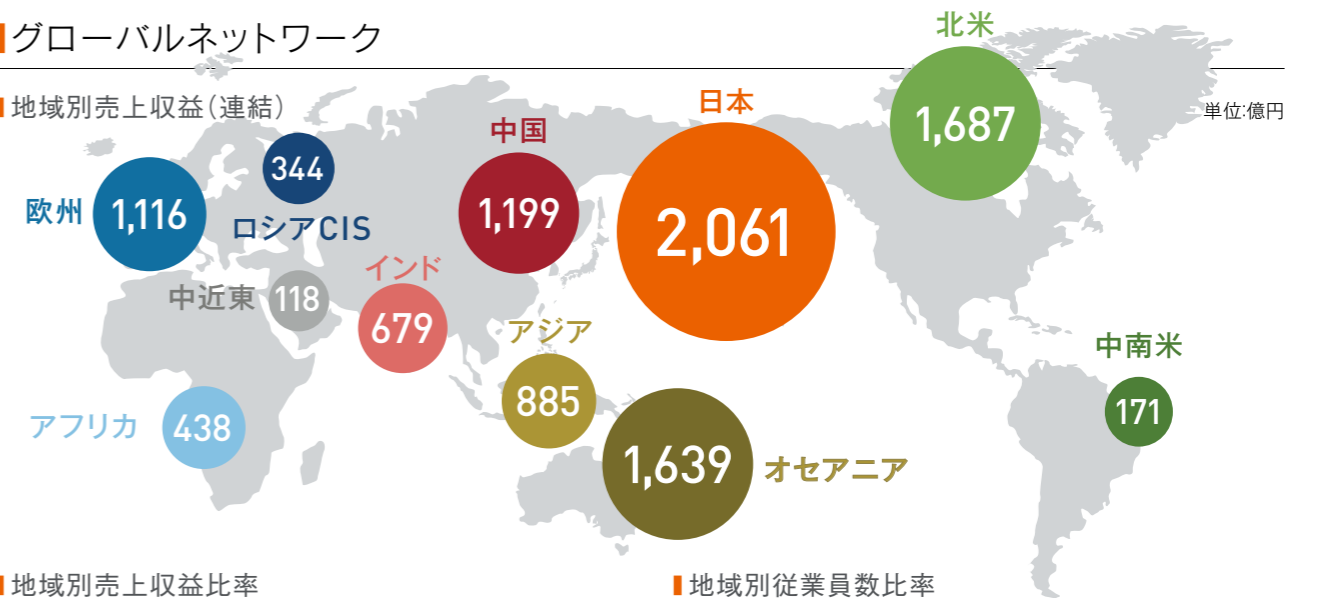 グローバルネットワーク
地域別売上収益（連結）
単位:億円
北米
1,687
日本
2,061
中国
1,199
344
ロシアCIS
欧州
1,116
インド
679
中近東
118
アジア
885
中南米
171
アフリカ
438
1,639
オセアニア
地域別売上収益比率
地域別従業員数比率